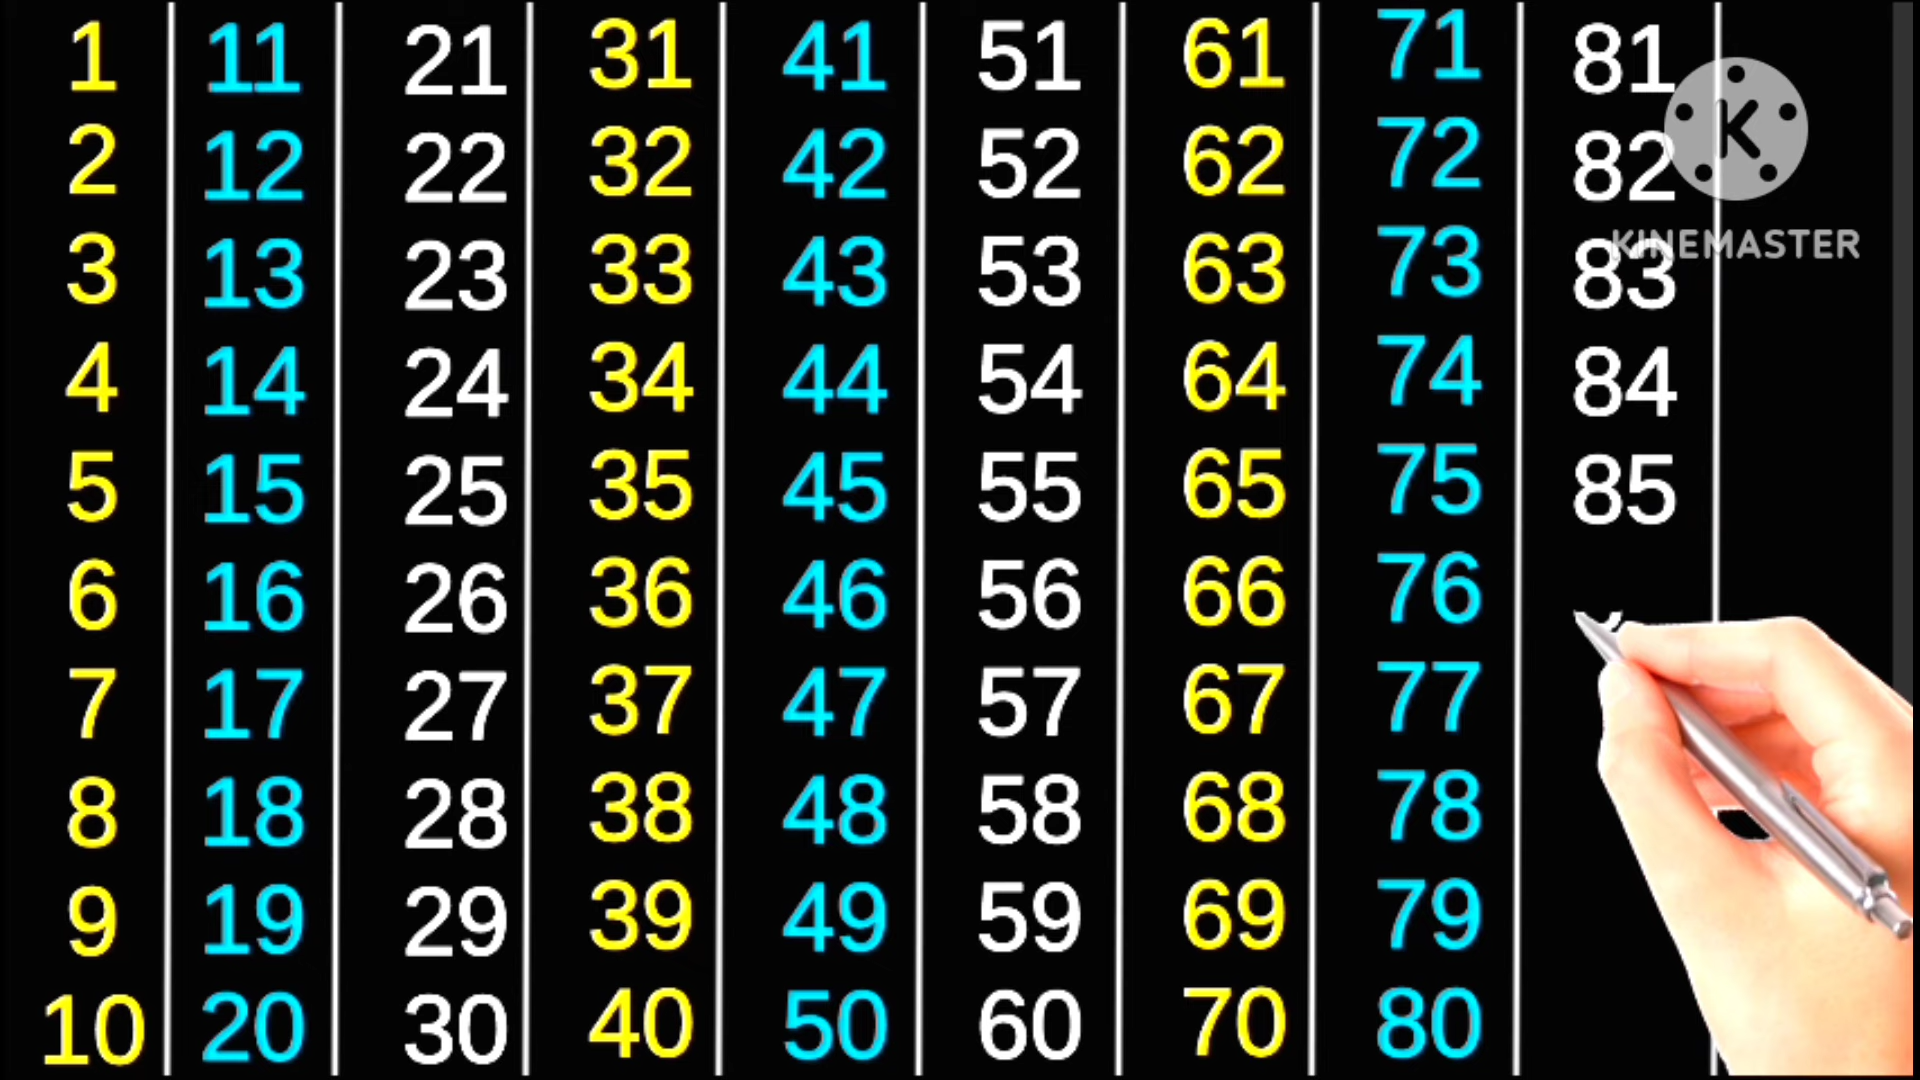 1 11 21 31 41 51 61 71 81
2 12 22 32 42 52 62 72 82
3 13 23 33 43 53 63 73 83
4 14 24 34 44 54 64 74 84
5 15 25 35 45 55 65 75 85
6 16 26 36 46 56 66 76
7 17 27 37 47 57 67 77
8 18 28 38 48 58 68 78
9 19 29 39 49 59 69 79
10 20 30 40 50 60 70 80
K
KINEMASTER